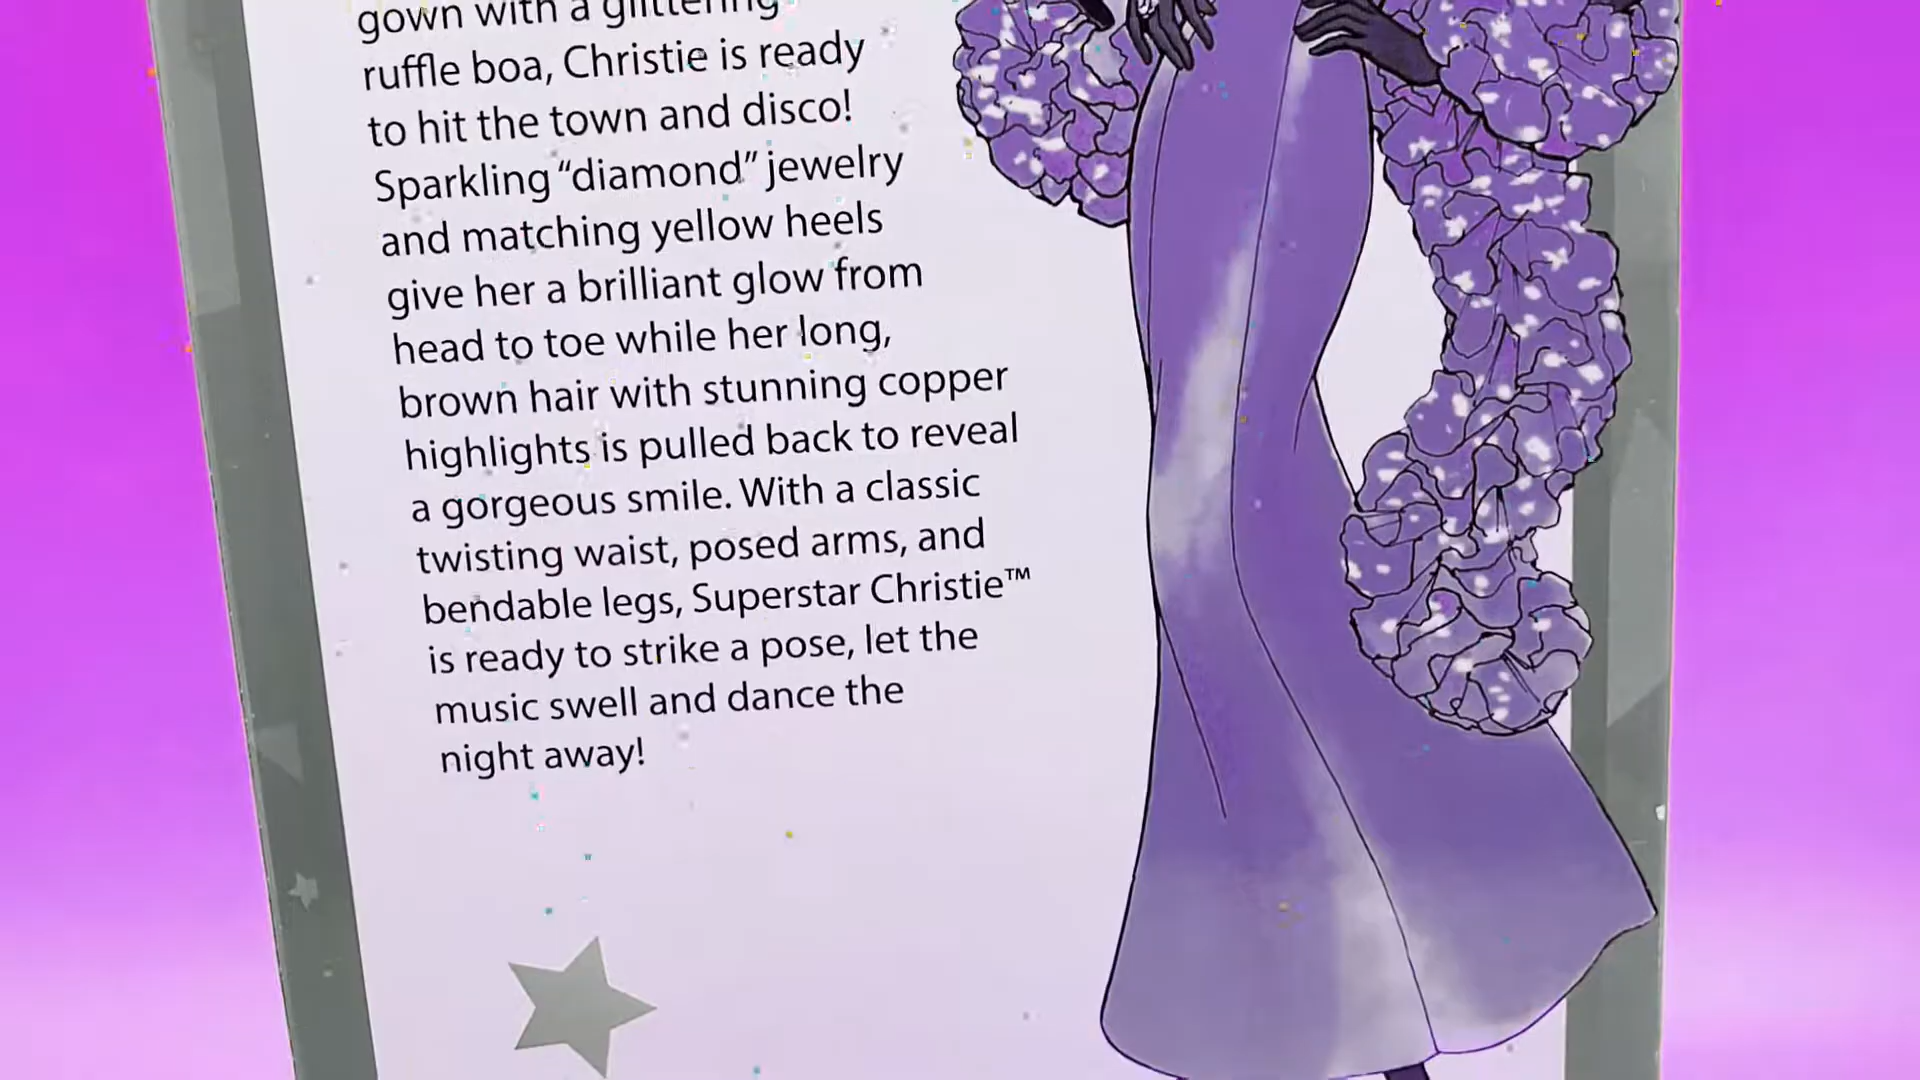 gown with a glittering
ruffle boa, Christie is ready
to hit the town and disco!
Sparkling “diamond” jewelry
and matching yellow heels
give her a brilliant glow from
head to toe while her long,
brown hair with stunning copper
highlights is pulled back to reveal
a gorgeous smile. With a classic
twisting waist, posed arms, and
bendable legs, Superstar Christie™
is ready to strike a pose, let the
music swell and dance the
night away!